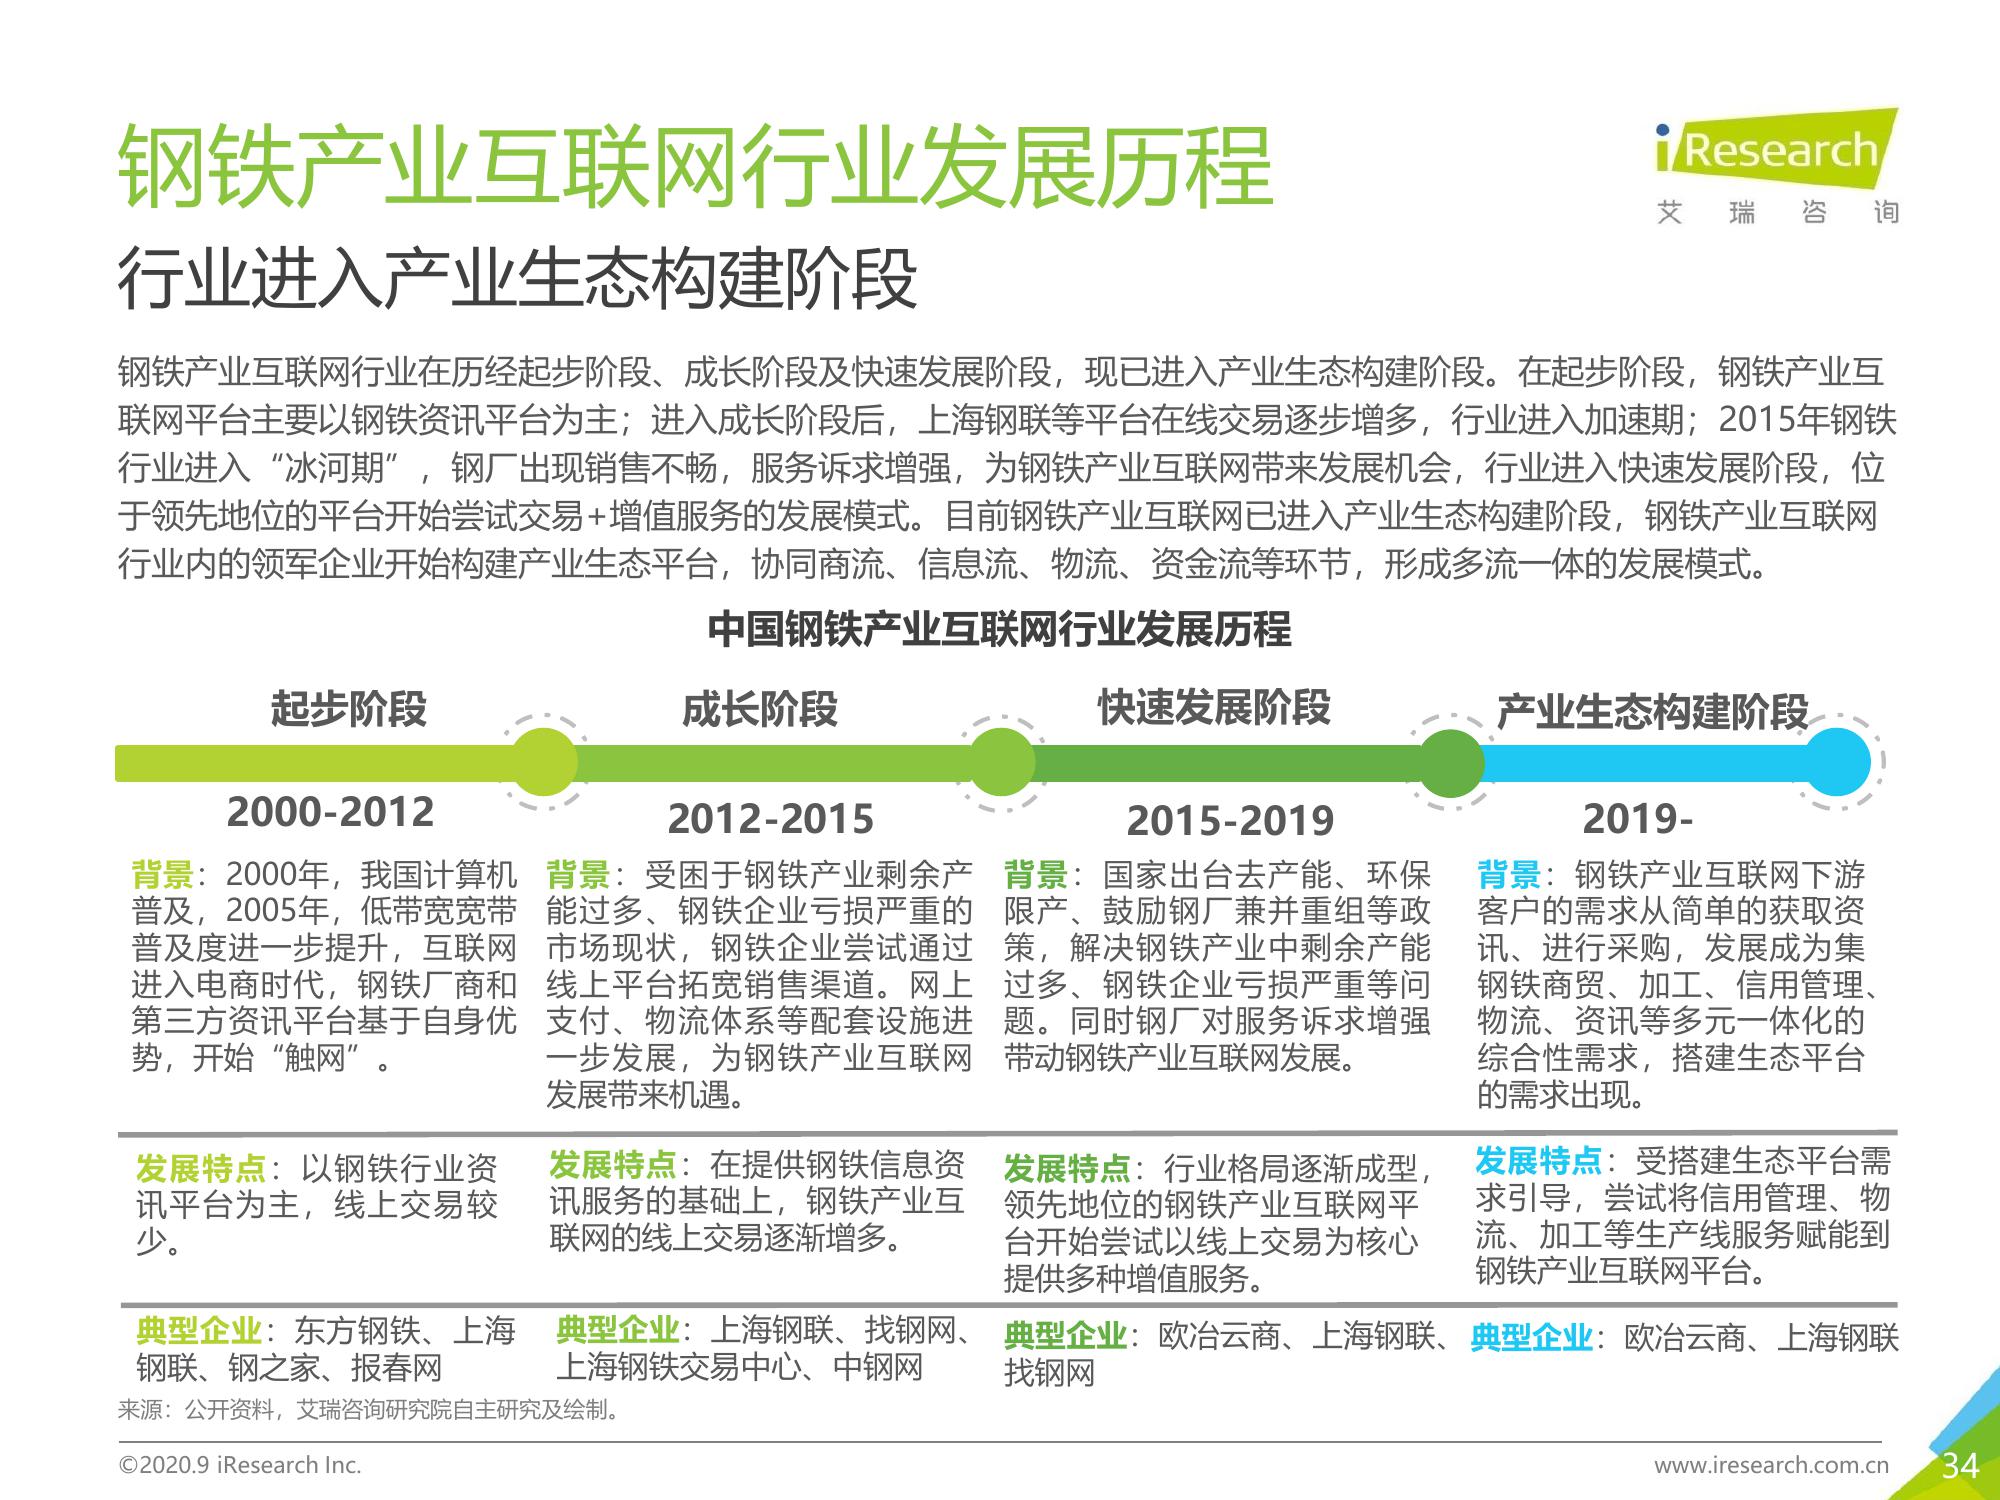 钢铁产业互联网行业发展历程
iResearch
艾瑞咨询
行业进入产业生态构建阶段
钢铁产业互联网行业在历经起步阶段、成长阶段及快速发展阶段，现已进入产业生态构建阶段。在起步阶段，钢铁产业互
联网平台主要以钢铁资讯平台为主；进入成长阶段后，上海钢联等平台在线交易逐步增多，行业进入加速期；2015年钢铁
行业进入“冰河期”，钢厂出现销售不畅，服务诉求增强，为钢铁产业互联网带来发展机会，行业进入快速发展阶段，位
于领先地位的平台开始尝试交易+增值服务的发展模式。目前钢铁产业互联网已进入产业生态构建阶段，钢铁产业互联网
行业内的领军企业开始构建产业生态平台，协同商流、信息流、物流、资金流等环节，形成多流一体的发展模式。
中国钢铁产业互联网行业发展历程
起步阶段
成长阶段
快速发展阶段
产业生态构建阶段
2000-2012
2012-2015
2015-2019
2019-
背景：2000年，我国计算机
普及，2005年，低带宽宽带
普及度进一步提升，互联网
进入电商时代，钢铁厂商和
第三方资讯平台基于自身优
势，开始“触网”。
背景：受困于钢铁产业剩余产
能过多、钢铁企业亏损严重的
市场现状，钢铁企业尝试通过
线上平台拓宽销售渠道。网上
支付、物流体系等配套设施进
一步发展，为钢铁产业互联网
发展带来机遇。
背景：国家出台去产能、环保
限产、鼓励钢厂兼并重组等政
策，解决钢铁产业中剩余产能
过多、钢铁企业亏损严重等问
题。同时钢厂对服务诉求增强
带动钢铁产业互联网发展。
背景：钢铁产业互联网下游
客户的需求从简单的获取资
讯、进行采购，发展成为集
钢铁商贸、加工、信用管理、
物流、资讯等多元一体化的
综合性需求，搭建生态平台
的需求出现。
发展特点：以钢铁行业资
讯平台为主，线上交易较
少。
发展特点：在提供钢铁信息资
讯服务的基础上，钢铁产业互
联网的线上交易逐渐增多。
发展特点：行业格局逐渐成型，
领先地位的钢铁产业互联网平
台开始尝试以线上交易为核心
提供多种增值服务。
发展特点：受搭建生态平台需
求引导，尝试将信用管理、物
流、加工等生产线服务赋能到
钢铁产业互联网平台。
典型企业：东方钢铁、上海
钢联、钢之家、报春网
典型企业：上海钢联、找钢网、
上海钢铁交易中心、中钢网
典型企业：欧冶云商、上海钢联、
找钢网
典型企业：欧冶云商、上海钢联
来源：公开资料，艾瑞咨询研究院自主研究及绘制。
©2020.9 iResearch Inc.
www.iresearch.com.cn
34